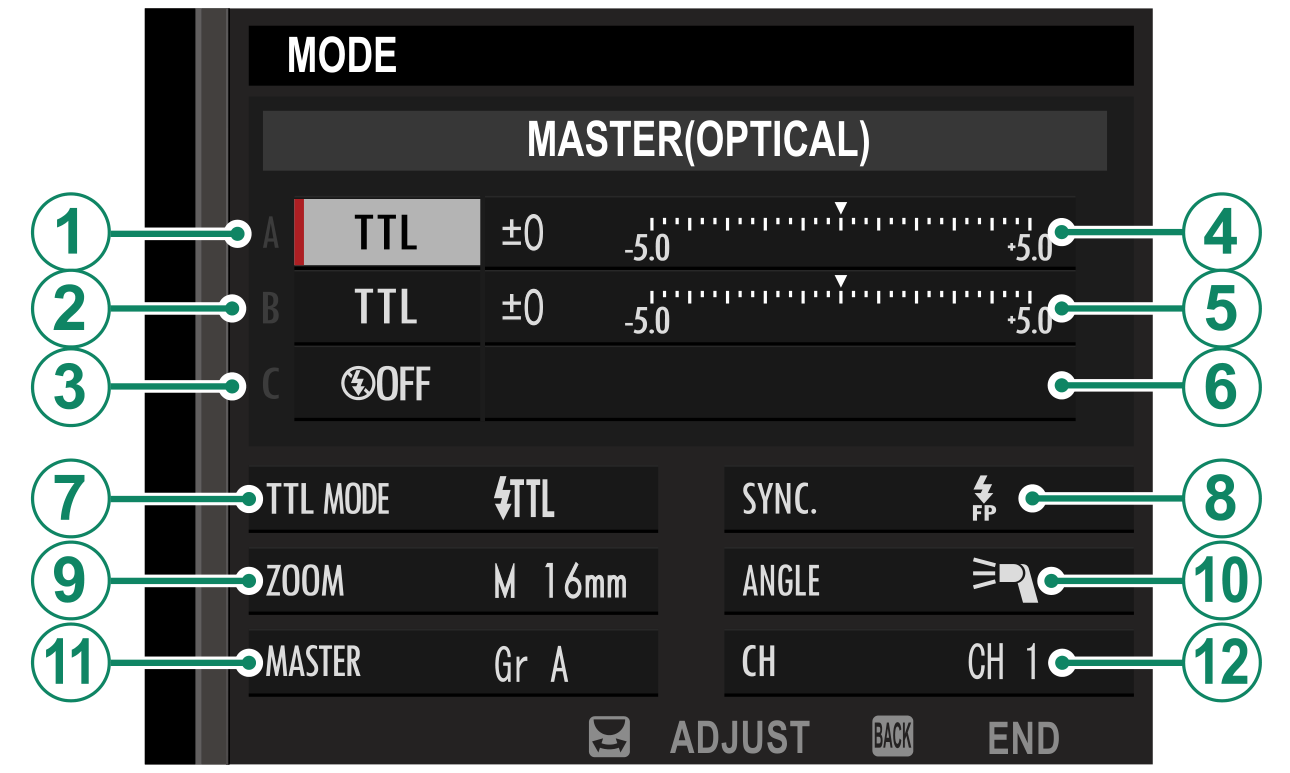 MODE
MASTER(OPTICAL)
1 A TTL ±0 -5.0 +5.0 4
2 B TTL ±0 -5.0 +5.0 5
3 C OFF 6
7 TTL MODE TTL SYNC. FP 8
9 ZOOM M 16mm ANGLE 10
11 MASTER Gr A CH CH 1 12
ADJUST BACK END